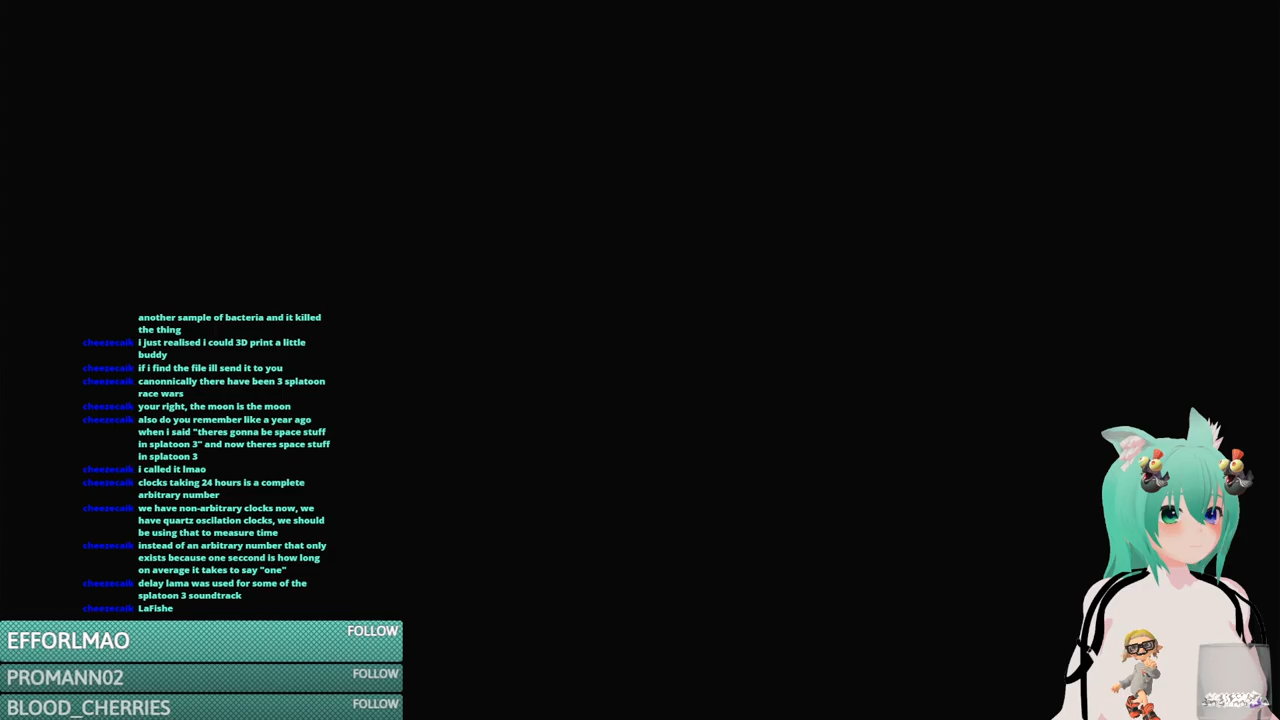 another sample of bacteria and it killed
the thing
cheezecaik i just realised i could 3D print a little
buddy
cheezecaik if i find the file ill send it to you
cheezecaik canonnically there have been 3 splatoon
race wars
cheezecaik your right, the moon is the moon
cheezecaik also do you remember like a year ago
when i said "theres gonna be space stuff
in splatoon 3" and now theres space stuff
in splatoon 3
cheezecaik i called it lmao
cheezecaik clocks taking 24 hours is a complete
arbitrary number
cheezecaik we have non-arbitrary clocks now, we
have quartz oscilation clocks, we should
be using that to measure time
cheezecaik instead of an arbitrary number that only
exists because one seccond is how long
on average it takes to say "one"
cheezecaik delay lama was used for some of the
splatoon 3 soundtrack
cheezecaik LaFishe
EFFORLMAO FOLLOW
PROMANN02 FOLLOW
BLOOD_CHERRIES FOLLOW